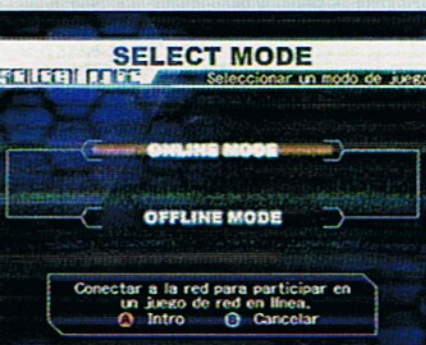 SELECT MODE
Seleccionar un modo de juego
ONLINE MODE
OFFLINE MODE
Conectar a la red para participar en
un juego de red en línea.
A Intro B Cancelar